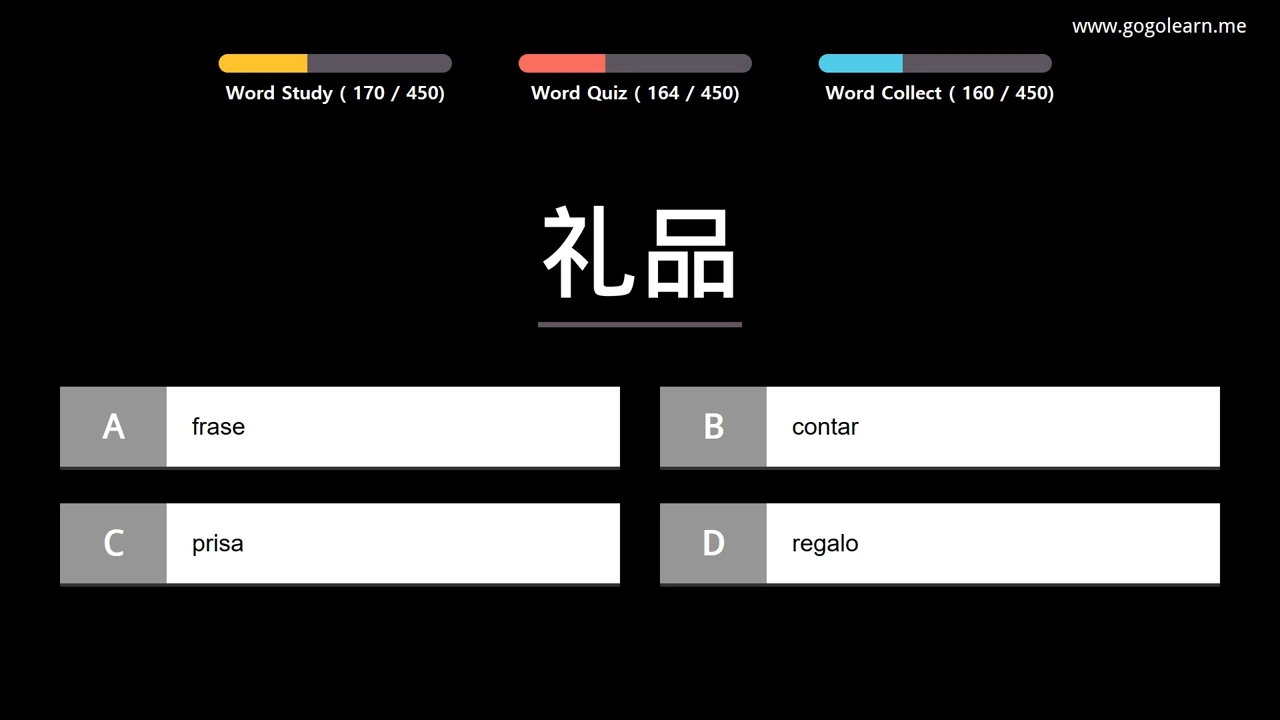 www.gogolearn.me
Word Study ( 170 / 450)
Word Quiz ( 164 / 450)
Word Collect ( 160 / 450)
礼品
A frase
B contar
C prisa
D regalo